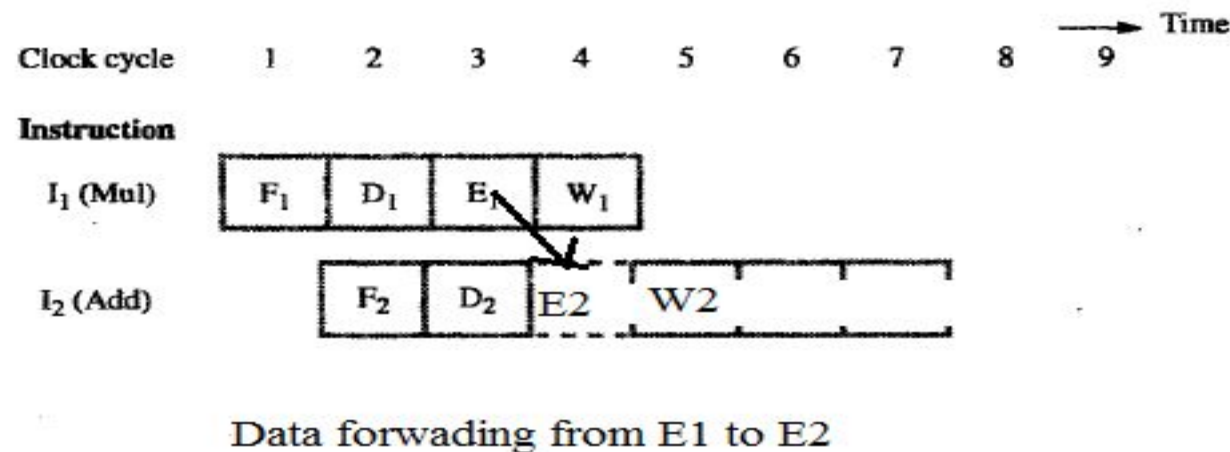 Time
Clock cycle 1 2 3 4 5 6 7 8 9
Instruction
I₁ (Mul) F₁ D₁ E₁ W₁
I₂ (Add) F₂ D₂ E2 W2
Data forwading from E1 to E2